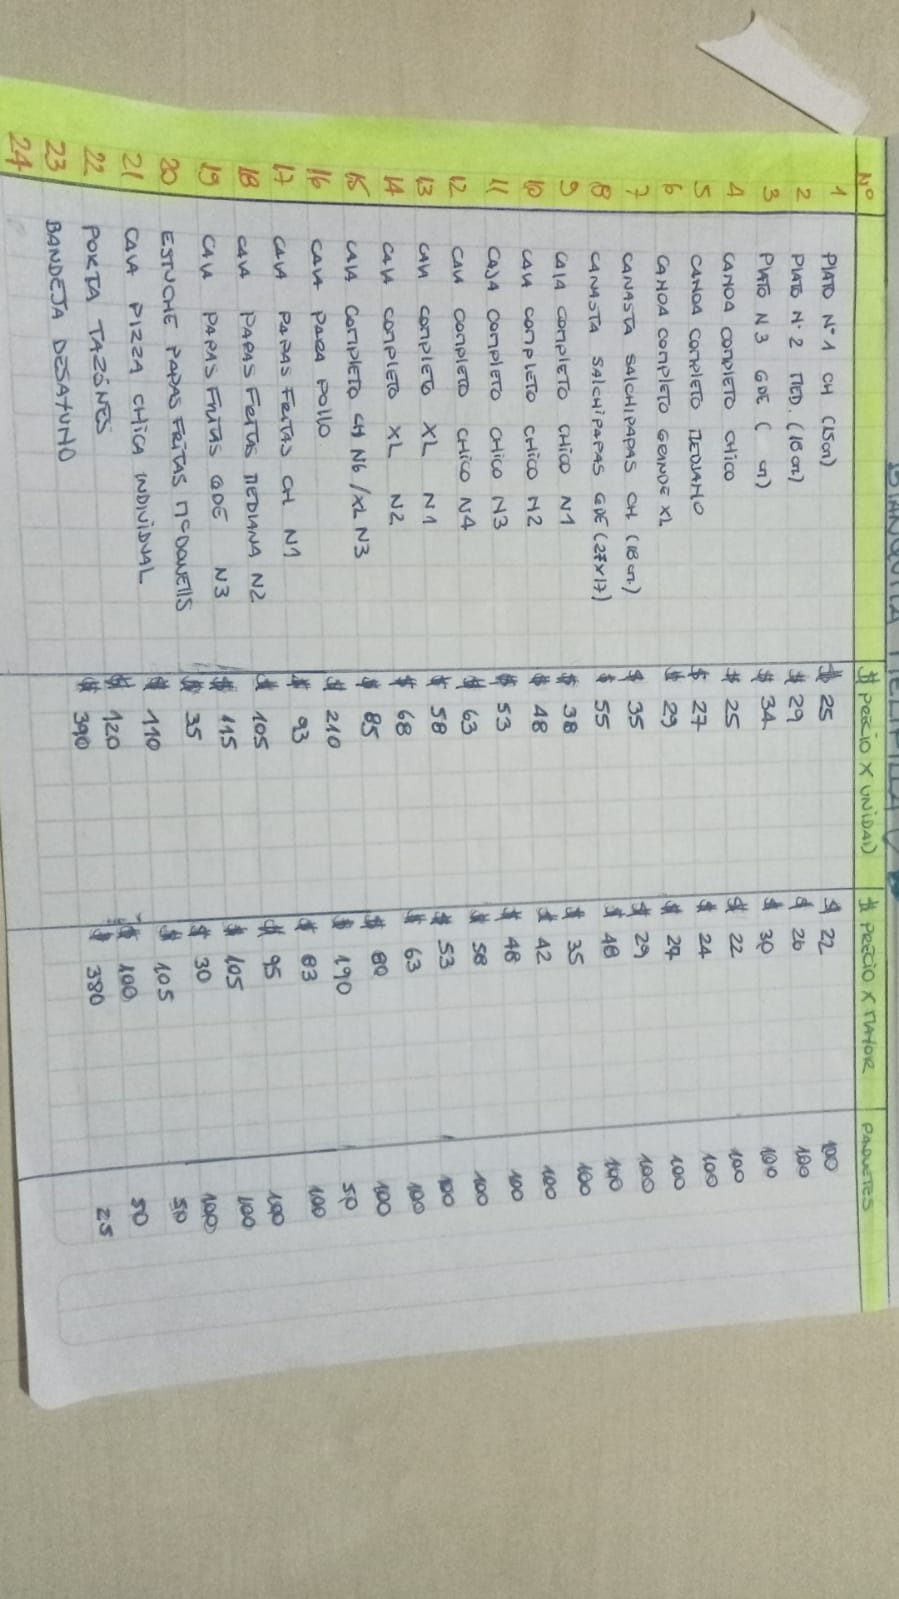 BLANQUITA MELIPILLA
Nº $ PRECIO X UNIDAD $ PRECIO X MAYOR PAQUETES
1 PLATO Nº1 CH (15cm) $ 25 $ 22 100
2 PLATO Nº2 MED. (18cm) $ 29 $ 26 100
3 PLATO N3 GDE ( cm) $ 34 $ 30 100
4 CANOA COMPLETO CHICO $ 25 $ 22 100
5 CANOA COMPLETO MEDIANO $ 27 $ 24 100
6 CANOA COMPLETO GRANDE XL $ 29 $ 27 100
7 CANASTA SALCHIPAPAS CH (18cm.) $ 35 $ 29 100
8 CANASTA SALCHIPAPAS GDE (27X17) $ 55 $ 48 100
9 CAJA COMPLETO CHICO N1 $ 38 $ 35 100
10 CAJA COMPLETO CHICO N2 $ 48 $ 42 100
11 CAJA COMPLETO CHICO N3 $ 53 $ 48 100
12 CAJA COMPLETO CHICO N4 $ 63 $ 58 100
13 CAJA COMPLETO XL N1 $ 58 $ 53 100
14 CAJA COMPLETO XL N2 $ 68 $ 63 100
15 CAJA COMPLETO CH N6 /XL N3 $ 85 $ 80 100
16 CAJA PARA POLLO $ 210 $ 190 50
17 CAJA PAPAS FRITAS CH N1 $ 93 $ 83 100
18 CAJA PAPAS FRITAS MEDIANA N2 $ 105 $ 95 100
19 CAJA PAPAS FRITAS GDE N3 $ 115 $ 105 100
20 ESTUCHE PAPAS FRITAS McDONELLS $ 35 $ 30 100
21 CAJA PIZZA CHICA INDIVIDUAL $ 110 $ 105 50
22 PORTA TAZONES $ 120 $ 100 50
23 BANDEJA DESAYUNO $ 390 $ 380 25
24